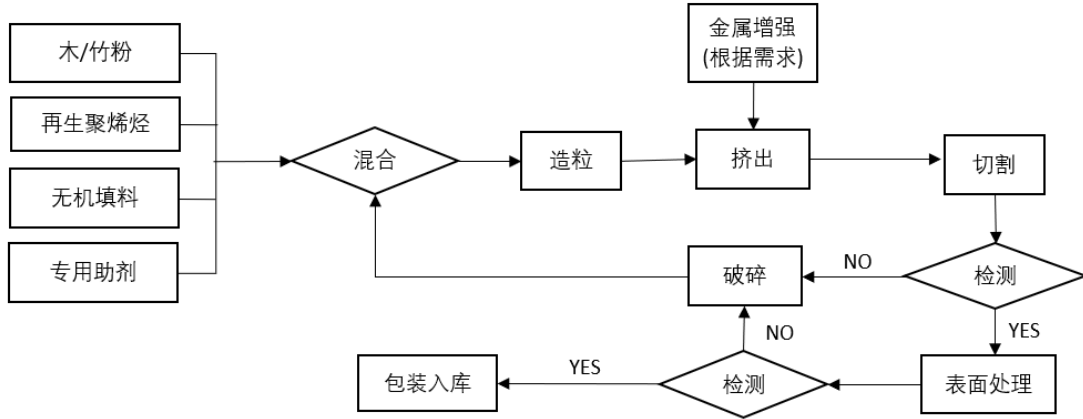 木/竹粉
再生聚烯烃
无机填料
专用助剂
混合
造粒
金属增强
(根据需求)
挤出
切割
检测
NO
破碎
YES
表面处理
检测
NO
YES
包装入库